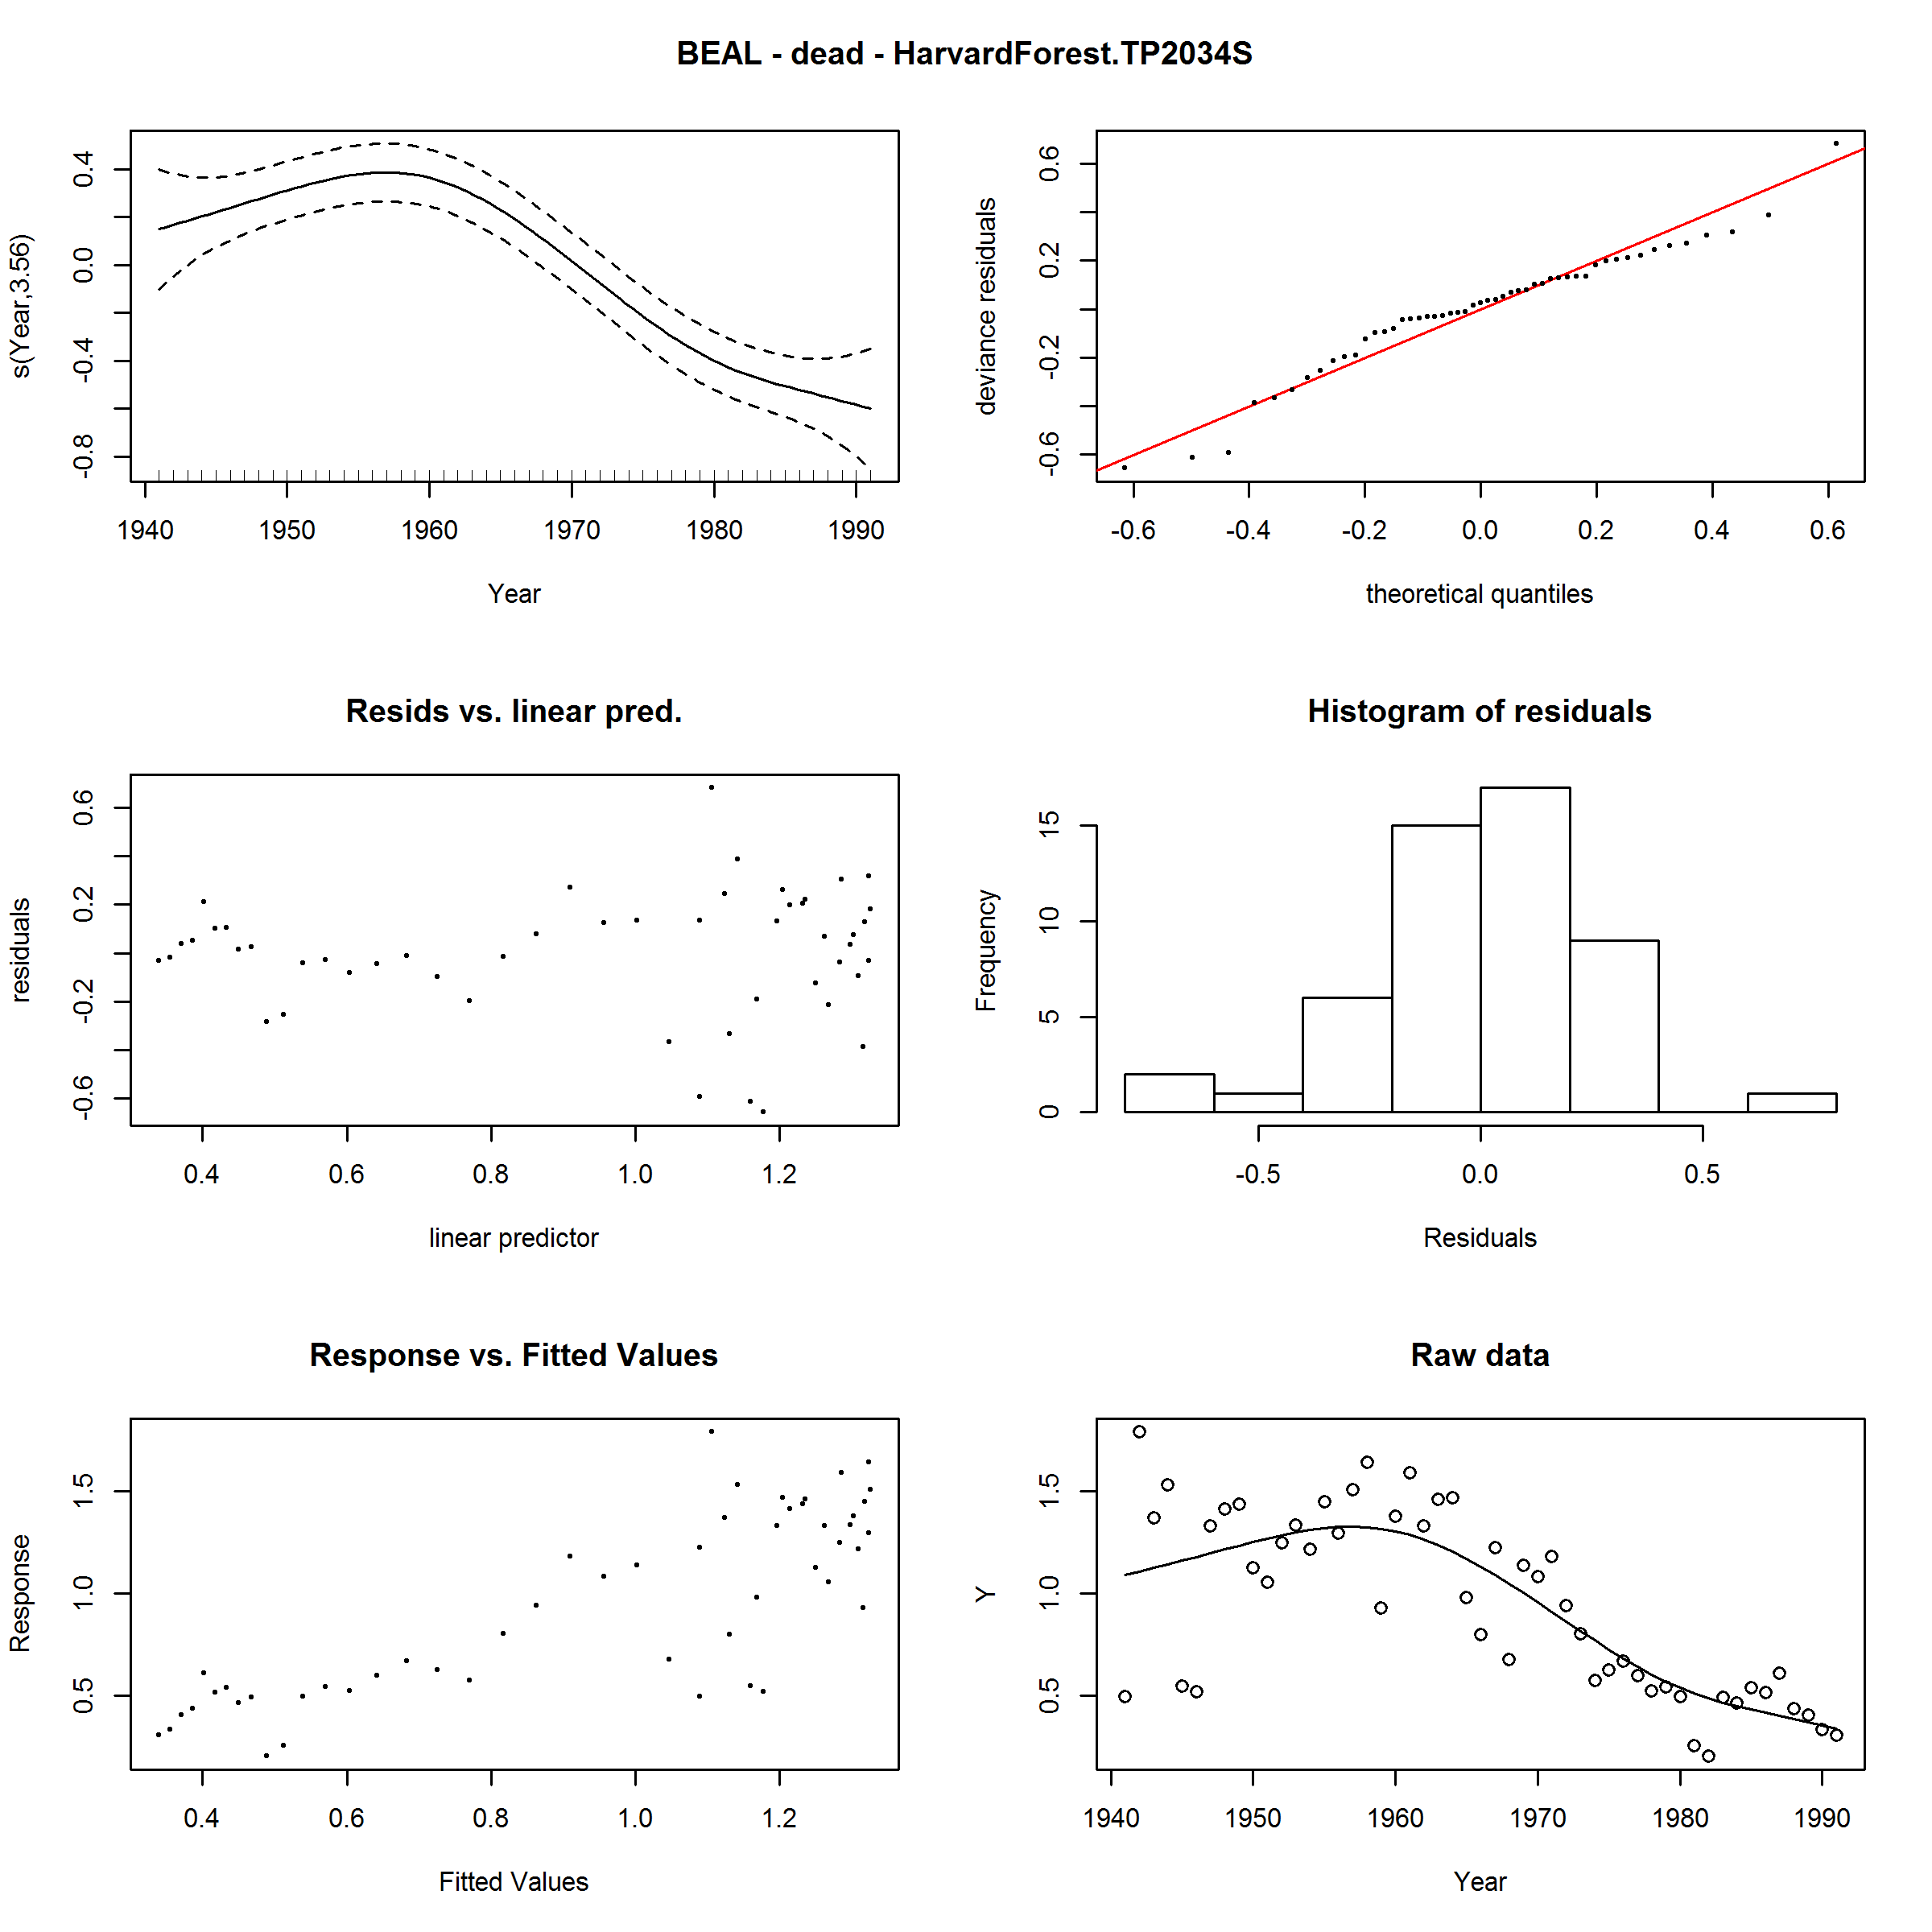 BEAL - dead - HarvardForest.TP2034S
s(Year,3.56)
0.4
0.0
-0.4
-0.8
1940 1950 1960 1970 1980 1990
Year
deviance residuals
0.6
0.2
-0.2
-0.6
-0.6 -0.4 -0.2 0.0 0.2 0.4 0.6
theoretical quantiles
Resids vs. linear pred.
residuals
0.6
0.2
-0.2
-0.6
0.4 0.6 0.8 1.0 1.2
linear predictor
Histogram of residuals
Frequency
15
10
5
0
-0.5 0.0 0.5
Residuals
Response vs. Fitted Values
Response
1.5
1.0
0.5
0.4 0.6 0.8 1.0 1.2
Fitted Values
Raw data
Y
1.5
1.0
0.5
1940 1950 1960 1970 1980 1990
Year